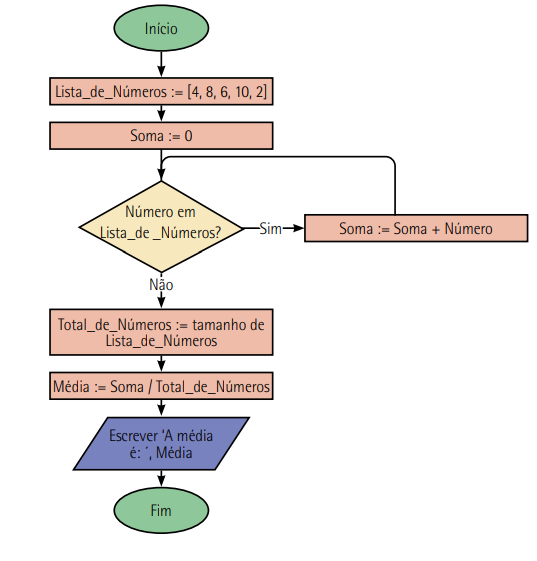 Início
Lista_de_Números := [4, 8, 6, 10, 2]
Soma := 0
Número em
Lista_de _Números?
Sim
Soma := Soma + Número
Não
Total_de_Números := tamanho de
Lista_de_Números
Média := Soma / Total_de_Números
Escrever ‘A média
é: ´, Média
Fim